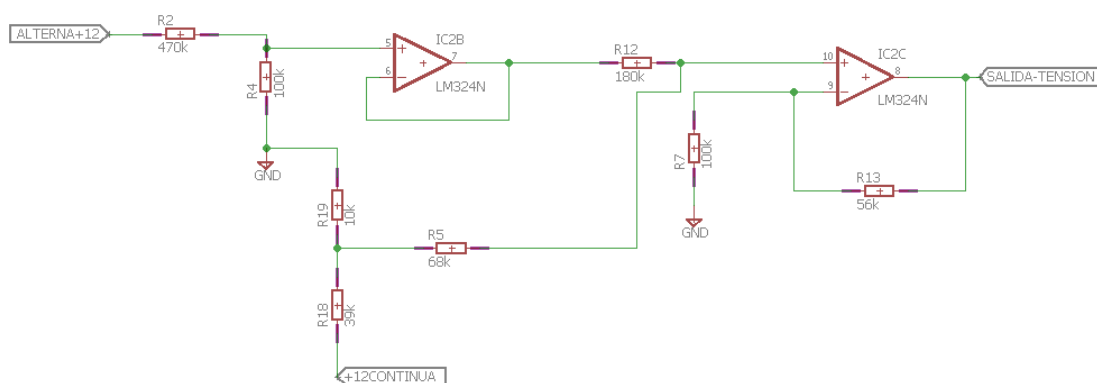 ALTERNA+12
R2
470k
R4
100k
GND
5
6
7
IC2B
LM324N
R12
180k
10
9
8
IC2C
LM324N
SALIDA-TENSION
R7
100k
GND
R13
56k
R19
10k
R5
68k
R18
39k
+12CONTINUA